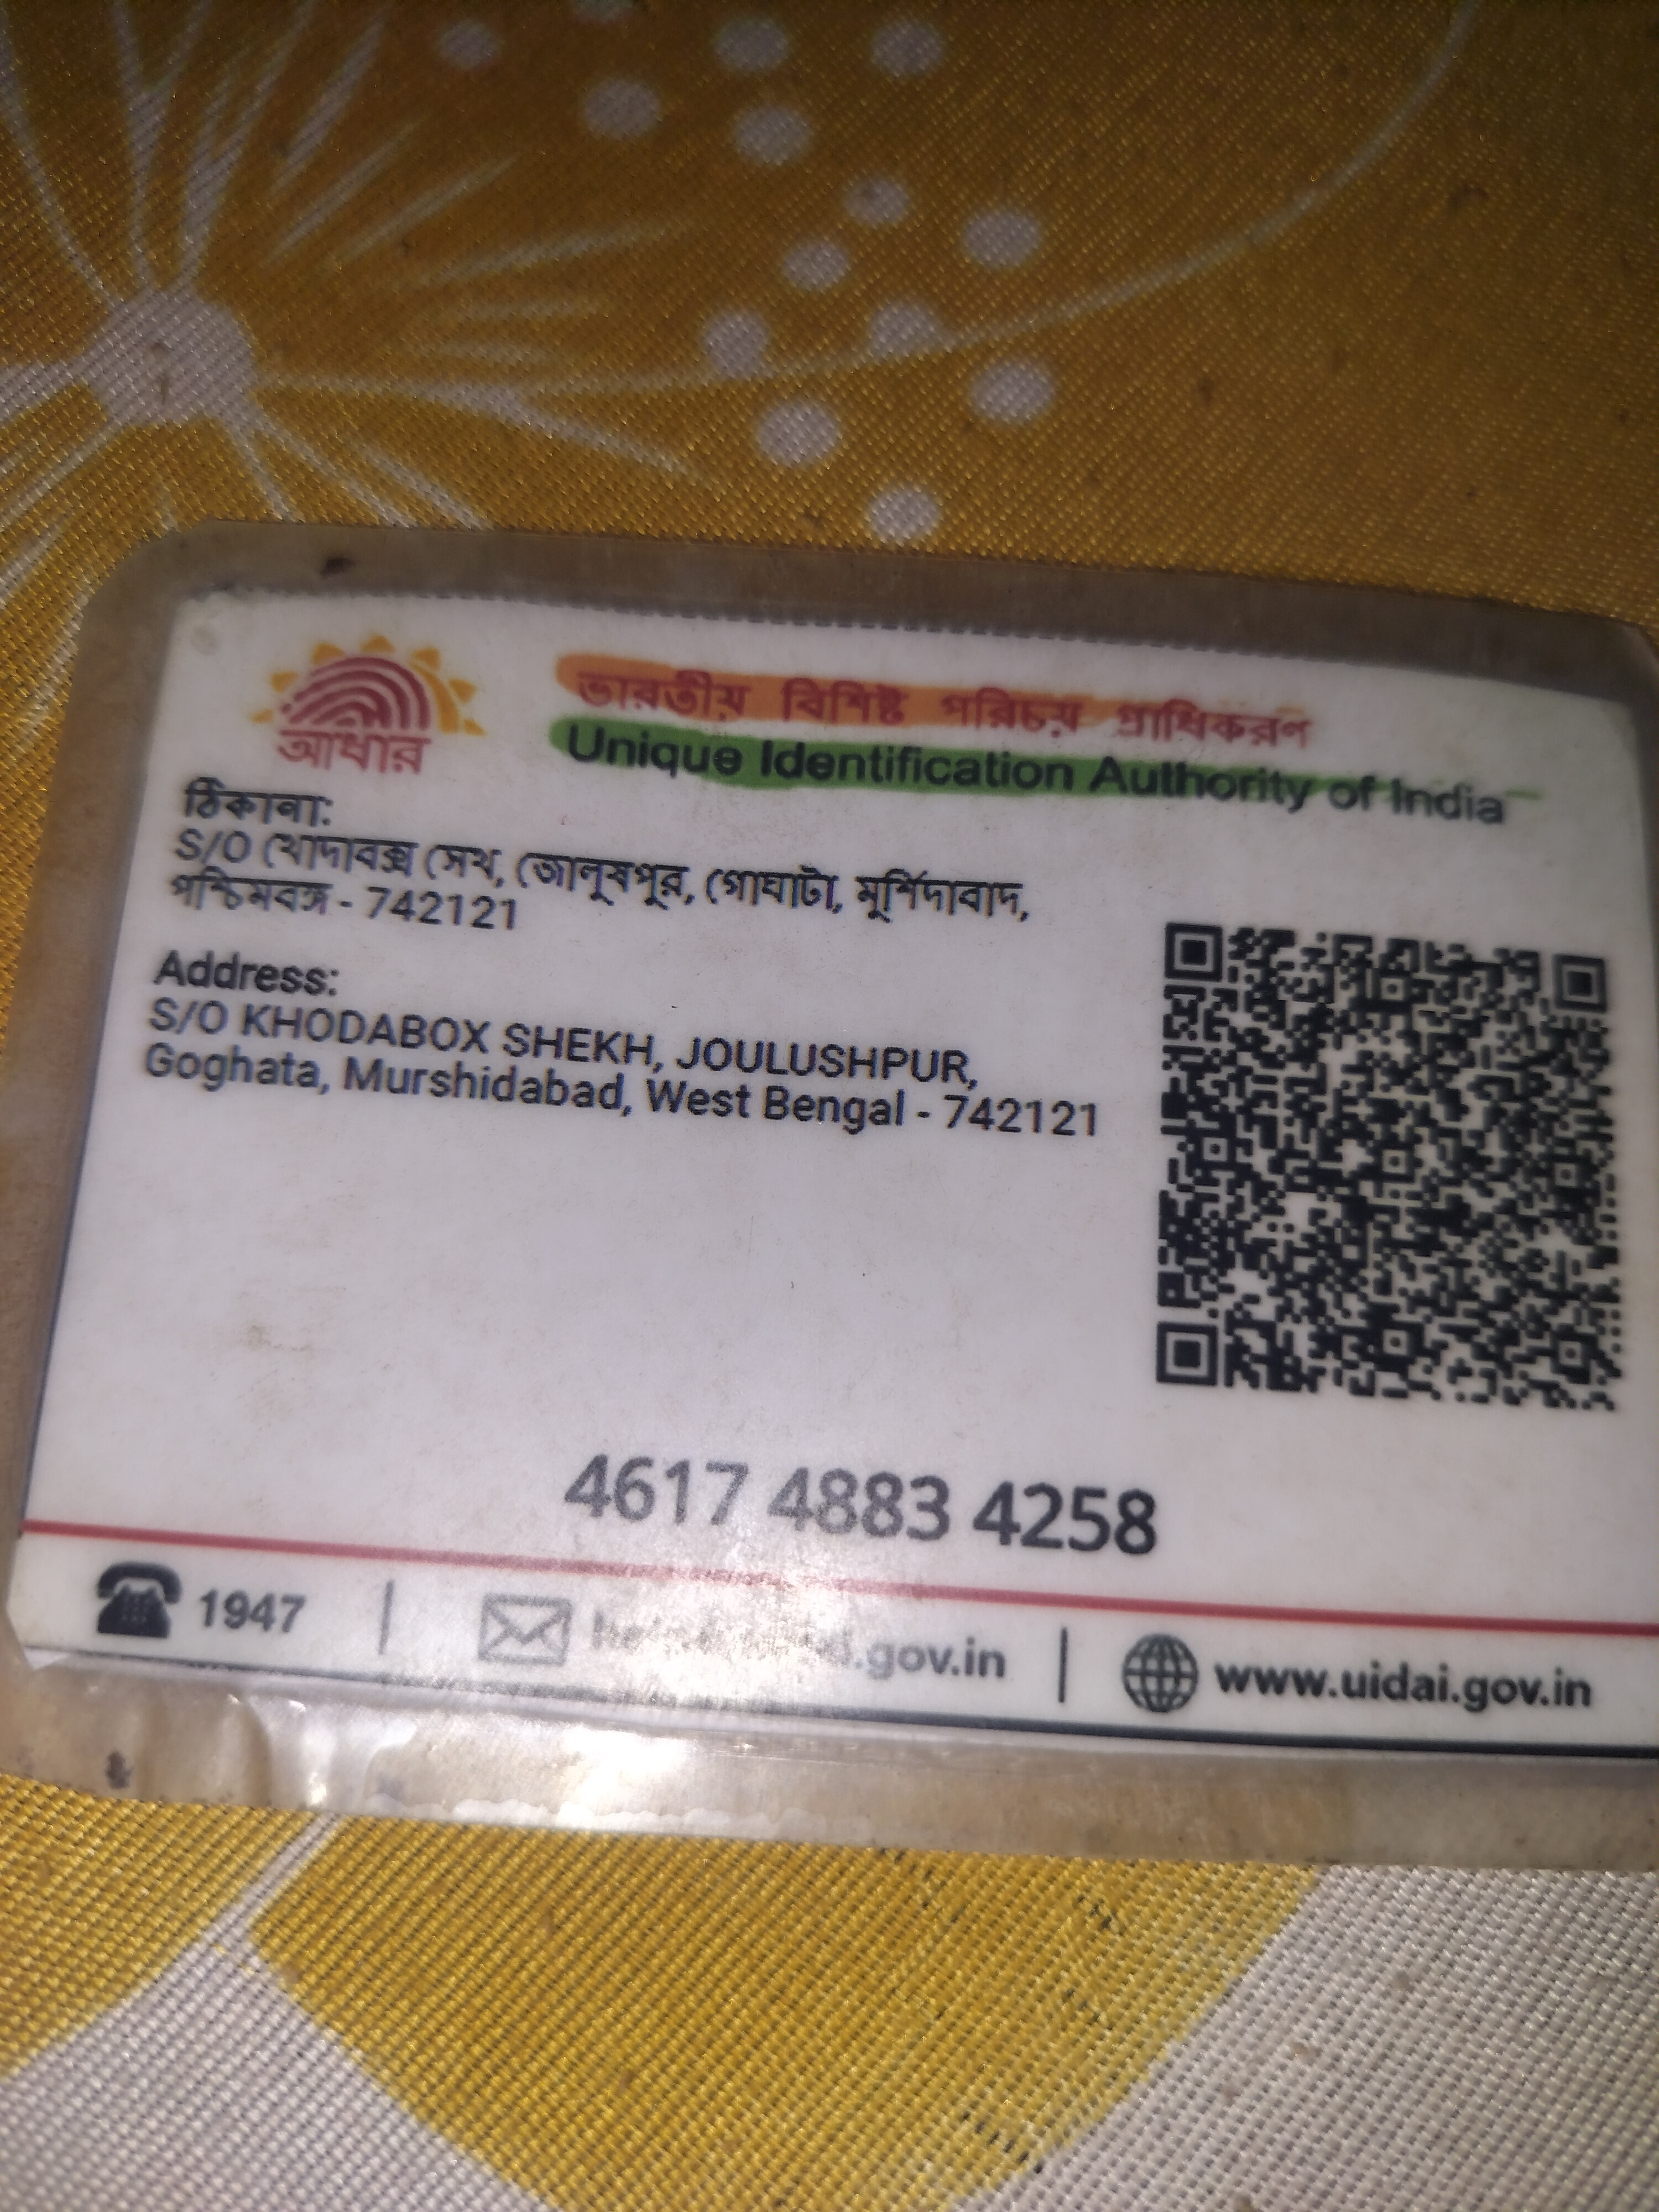 আধার
ভারতীয় বিশিষ্ট পরিচয় প্রাধিকরণ
Unique Identification Authority of India
ঠিকানা:
S/O খোদাবক্স সেখ, জোলুষপুর, গোঘাটা, মুর্শিদাবাদ,
পশ্চিমবঙ্গ - 742121
Address:
S/O KHODABOX SHEKH, JOULUSHPUR,
Goghata, Murshidabad, West Bengal - 742121
4617 4883 4258
1947
.gov.in
www.uidai.gov.in